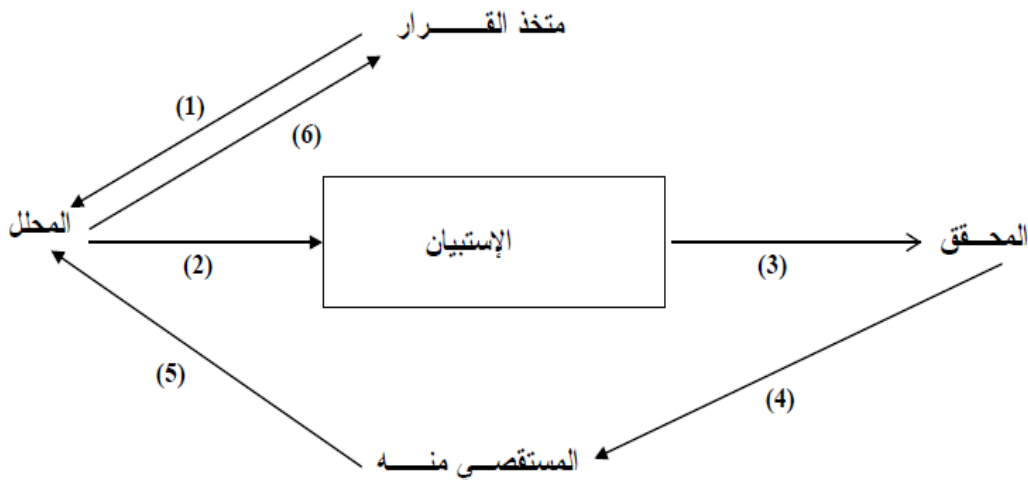 متخذ القـــــرار
(1)
(6)
المحلل
الإستبيان
المحـــقق
(2)
(3)
(5)
(4)
المستقصـــى منـــــه